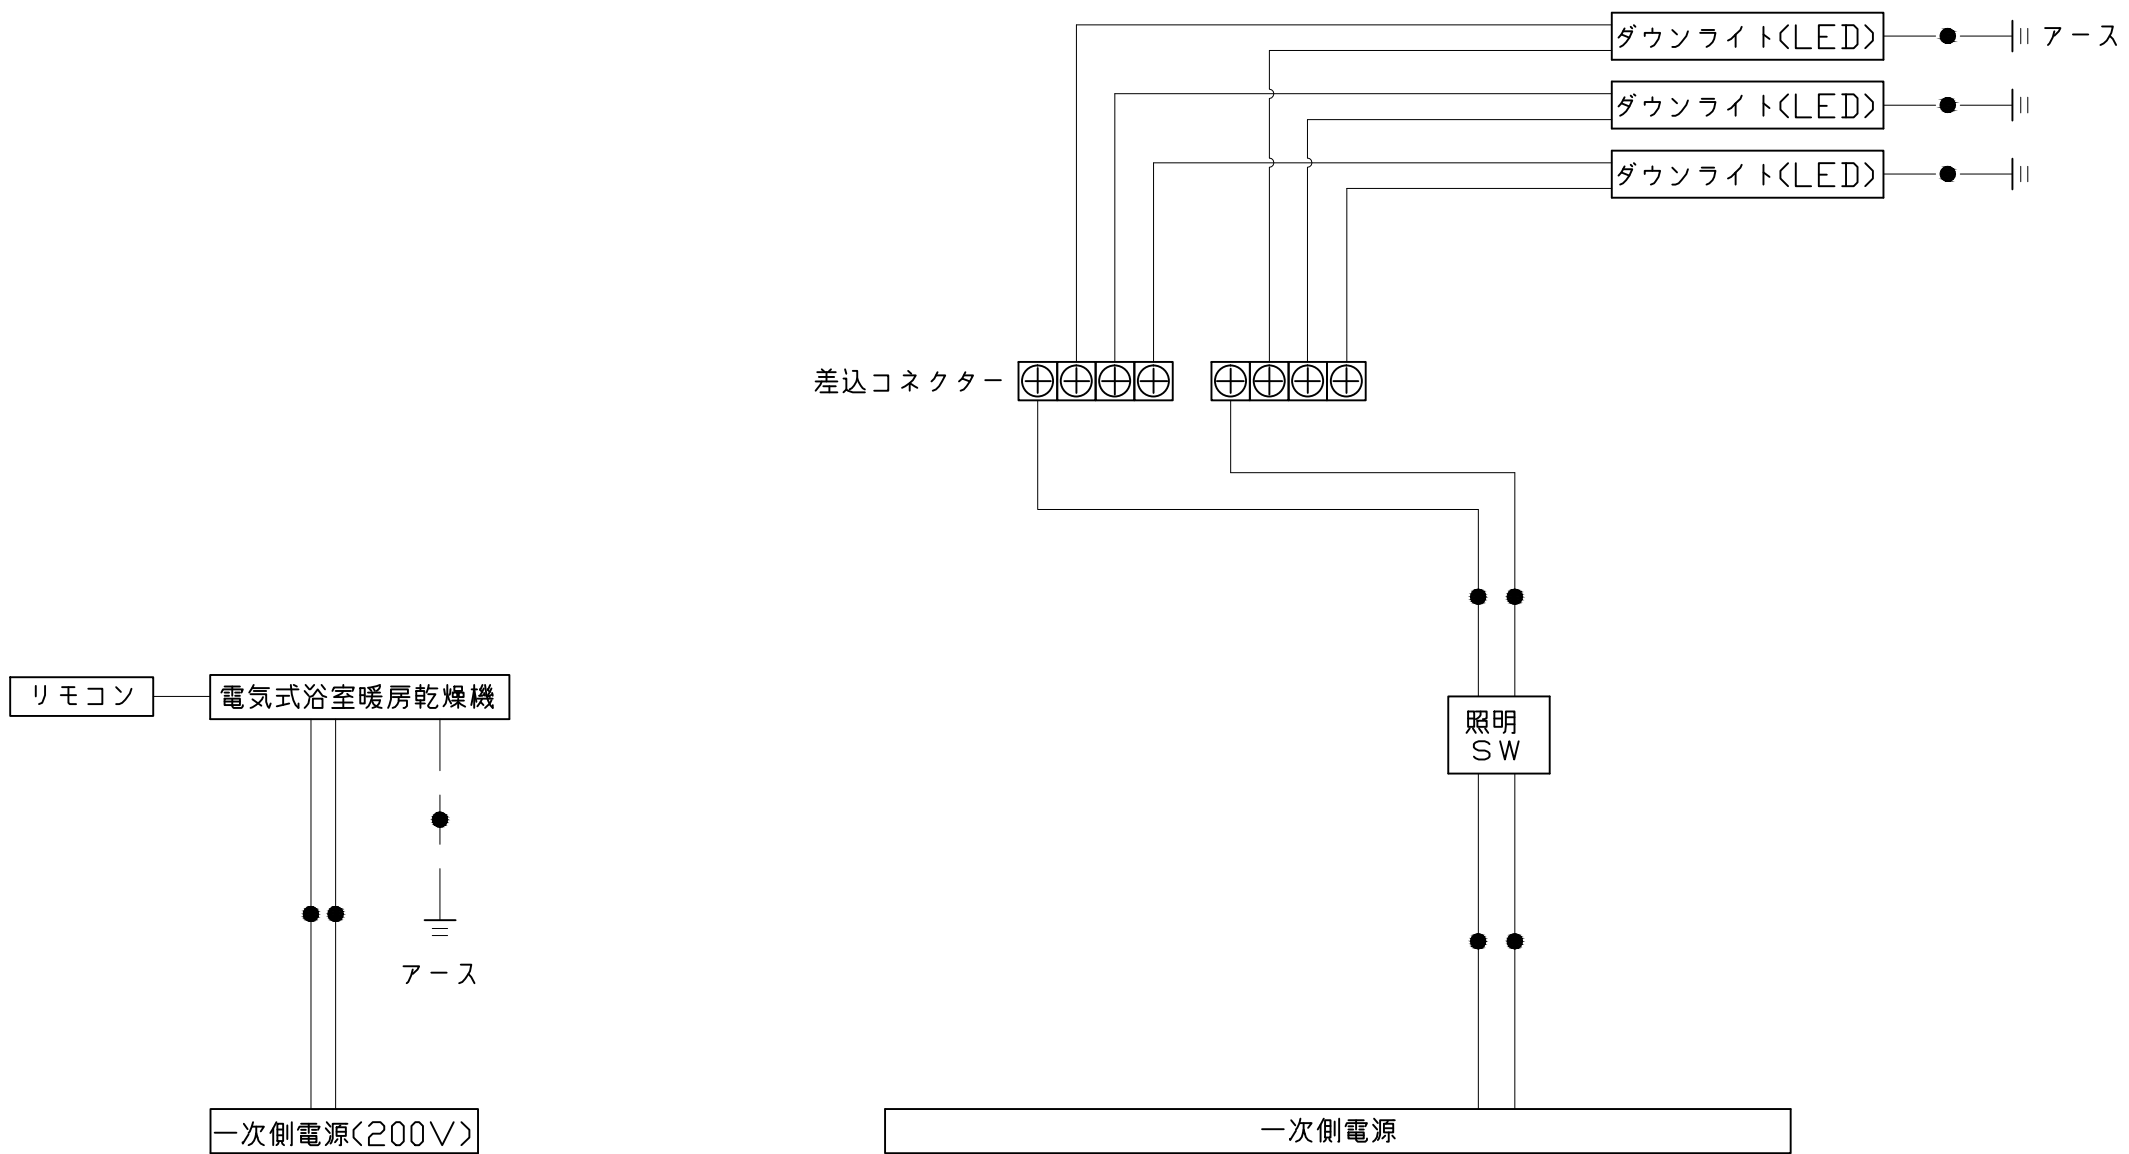 ダウンライト(LED)
アース
ダウンライト(LED)
ダウンライト(LED)
差込コネクター
リモコン
電気式浴室暖房乾燥機
照明
SW
アース
一次側電源(200V)
一次側電源